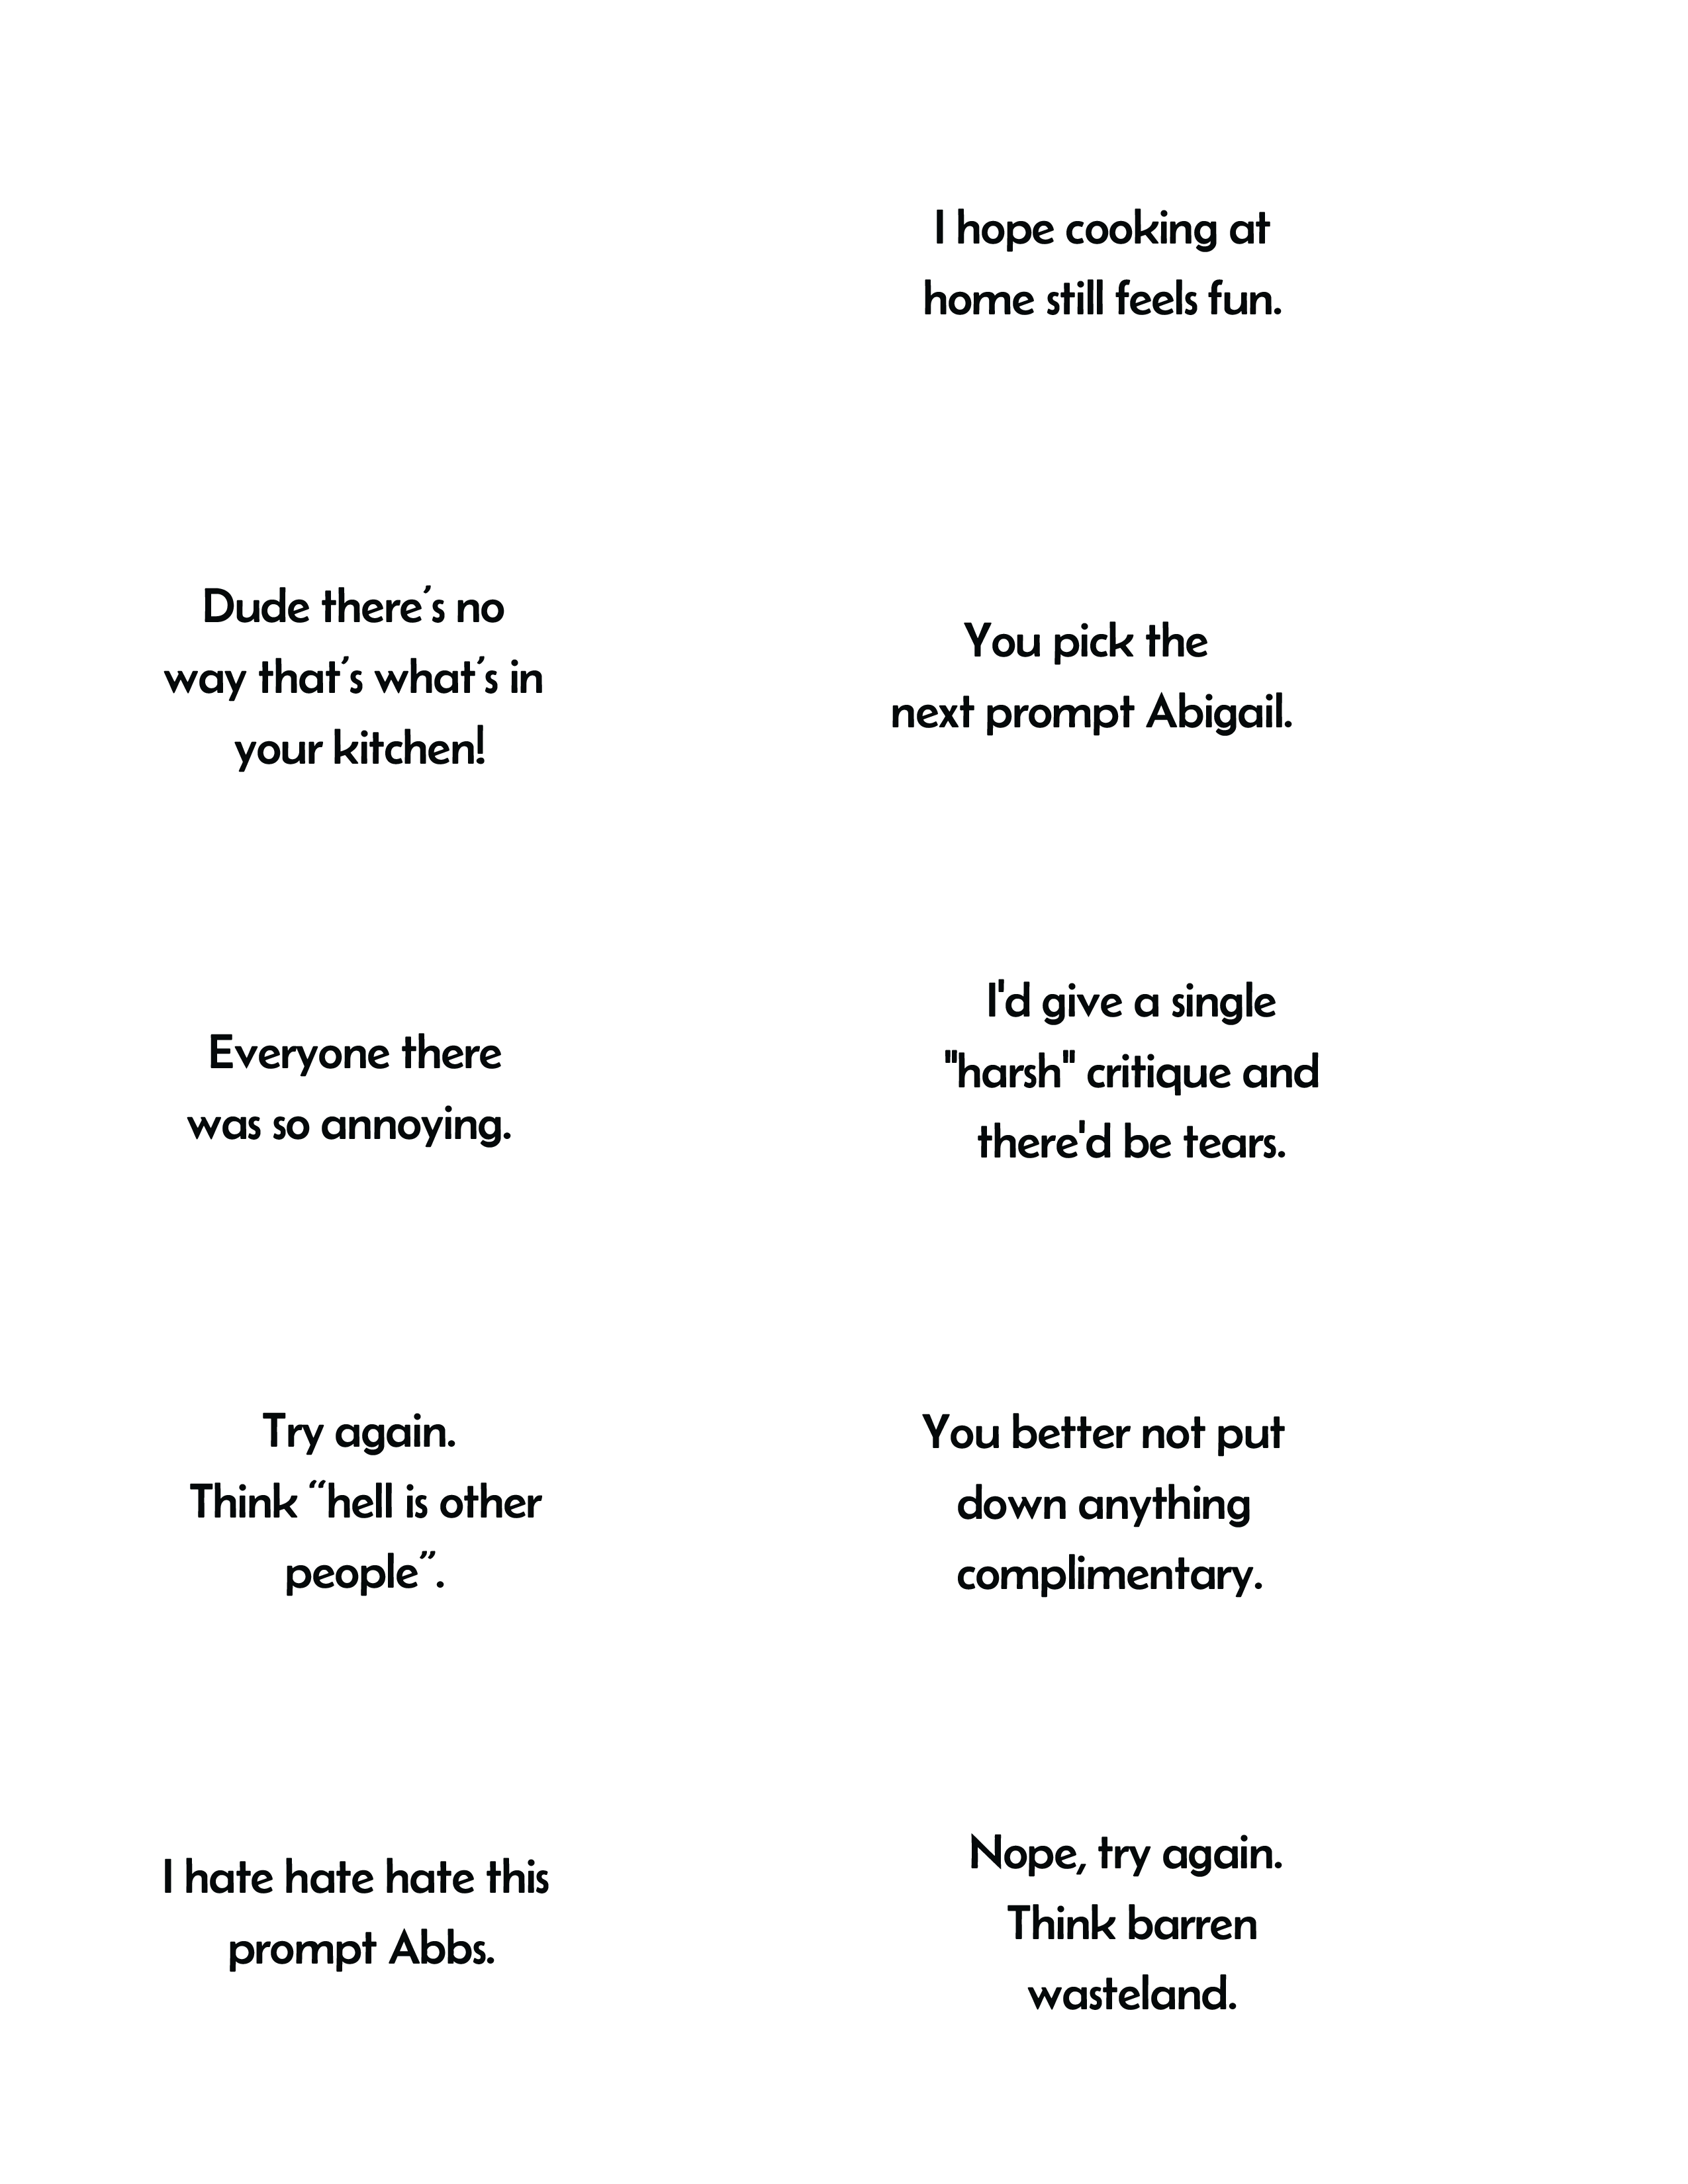 I hope cooking at
home still feels fun.
Dude there’s no
way that’s what’s in
your kitchen!
You pick the
next prompt Abigail.
Everyone there
was so annoying.
I'd give a single
"harsh" critique and
there'd be tears.
Try again.
Think “hell is other
people”.
You better not put
down anything
complimentary.
I hate hate hate this
prompt Abbs.
Nope, try again.
Think barren
wasteland.